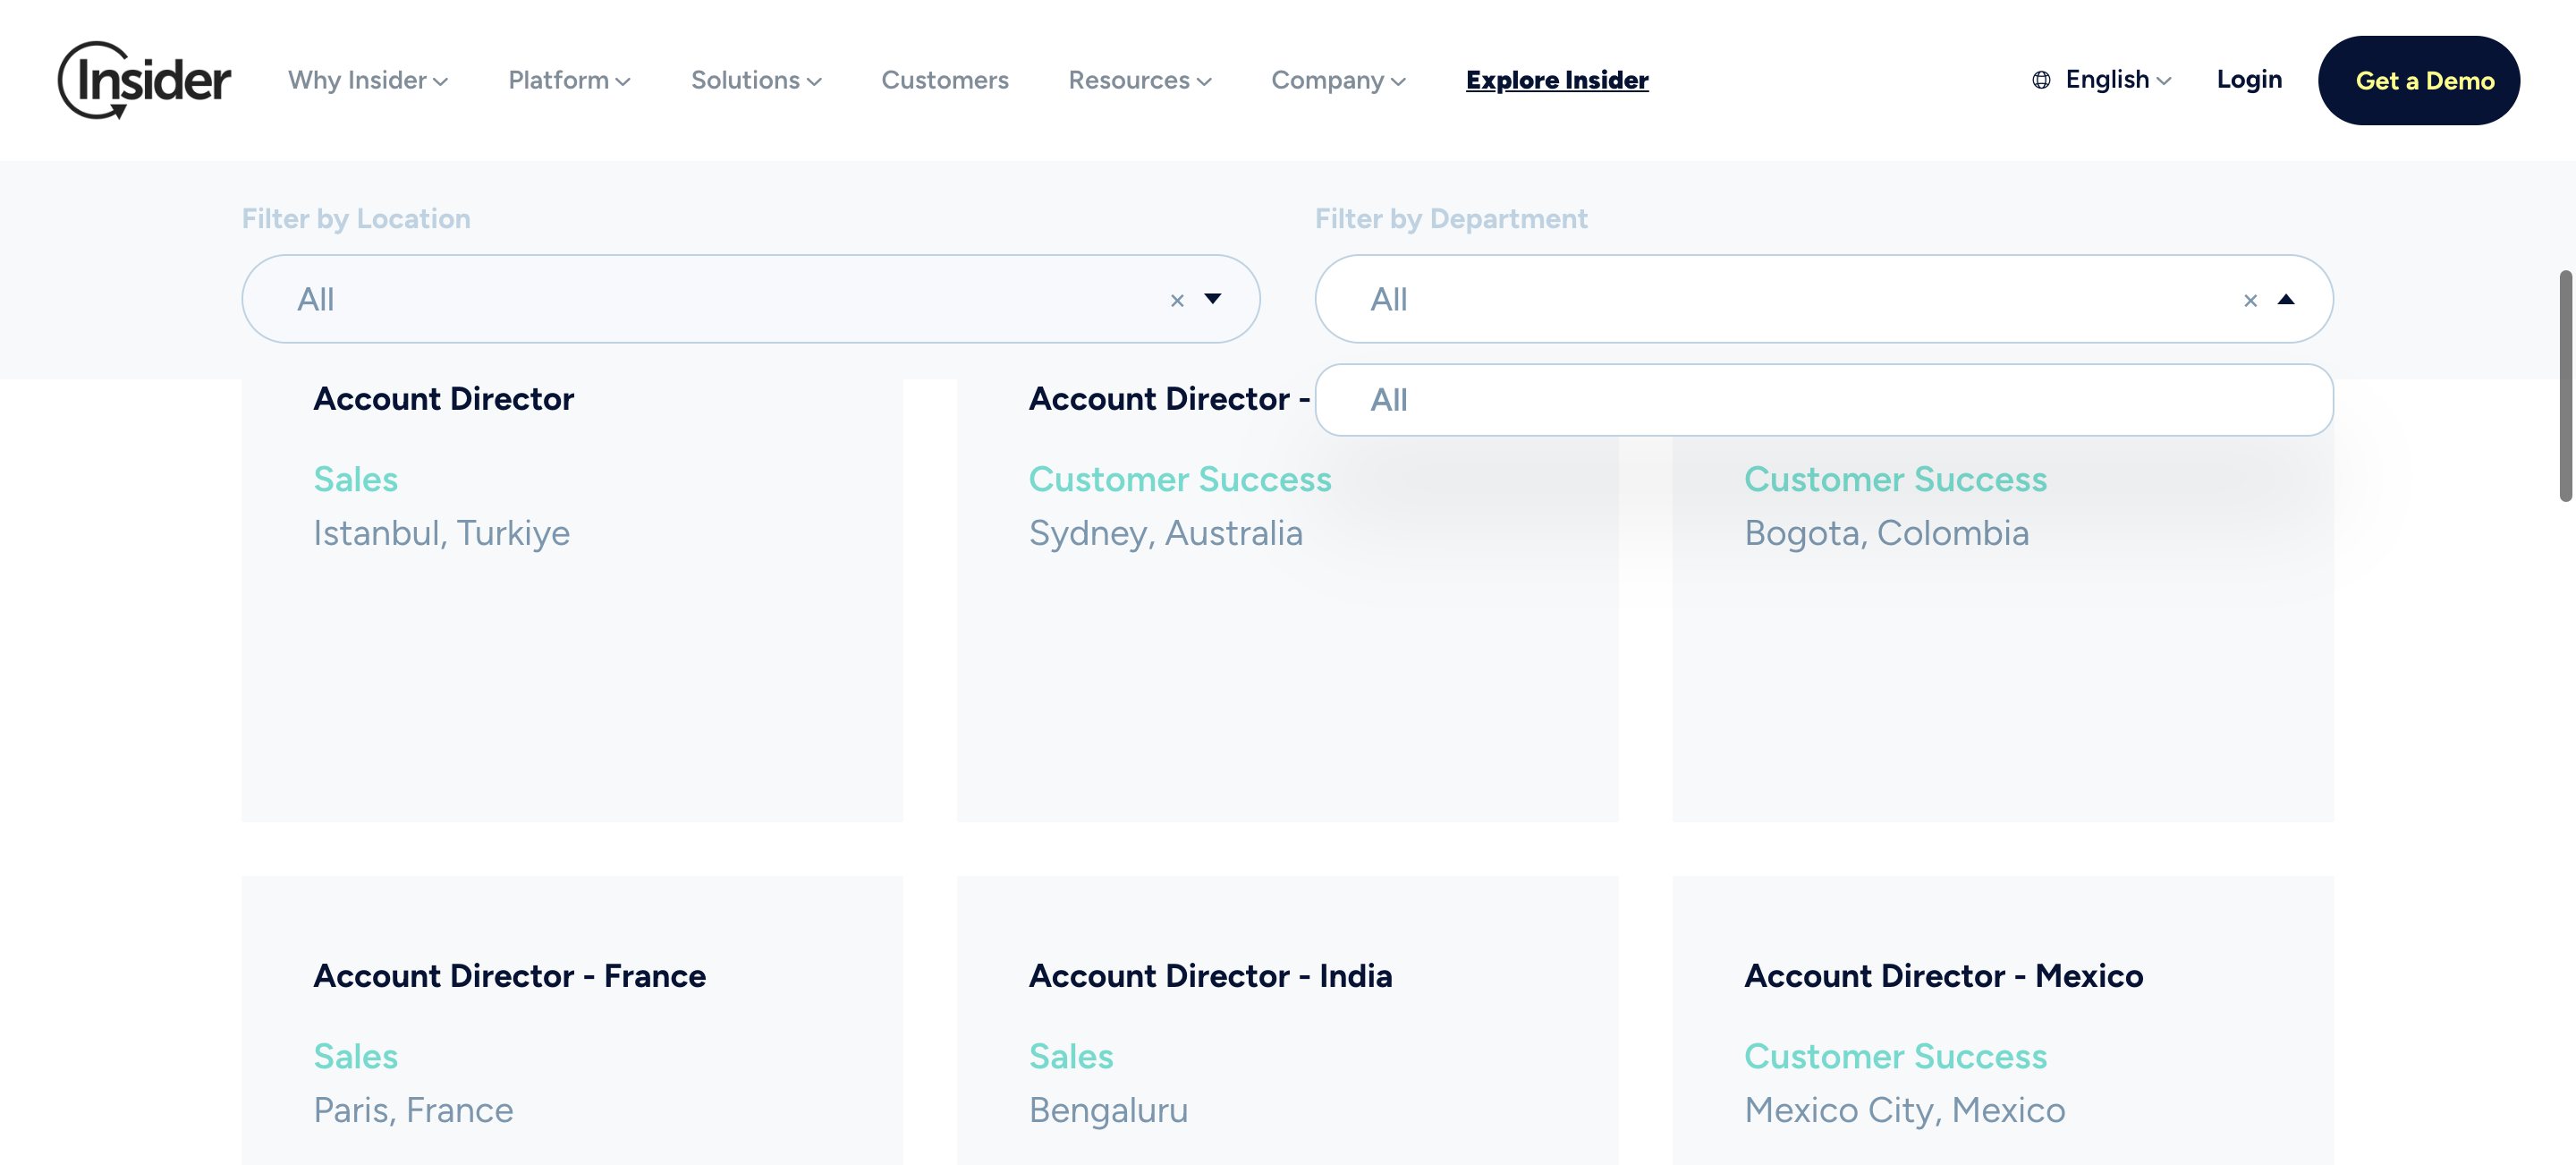 Insider
Why Insider
Platform
Solutions
Customers
Resources
Company
Explore Insider
English
Login
Get a Demo
Filter by Location
Filter by Department
All ×
All ×
All
Account Director
Account Director -
Sales
Customer Success
Customer Success
Istanbul, Turkiye
Sydney, Australia
Bogota, Colombia
Account Director - France
Account Director - India
Account Director - Mexico
Sales
Sales
Customer Success
Paris, France
Bengaluru
Mexico City, Mexico